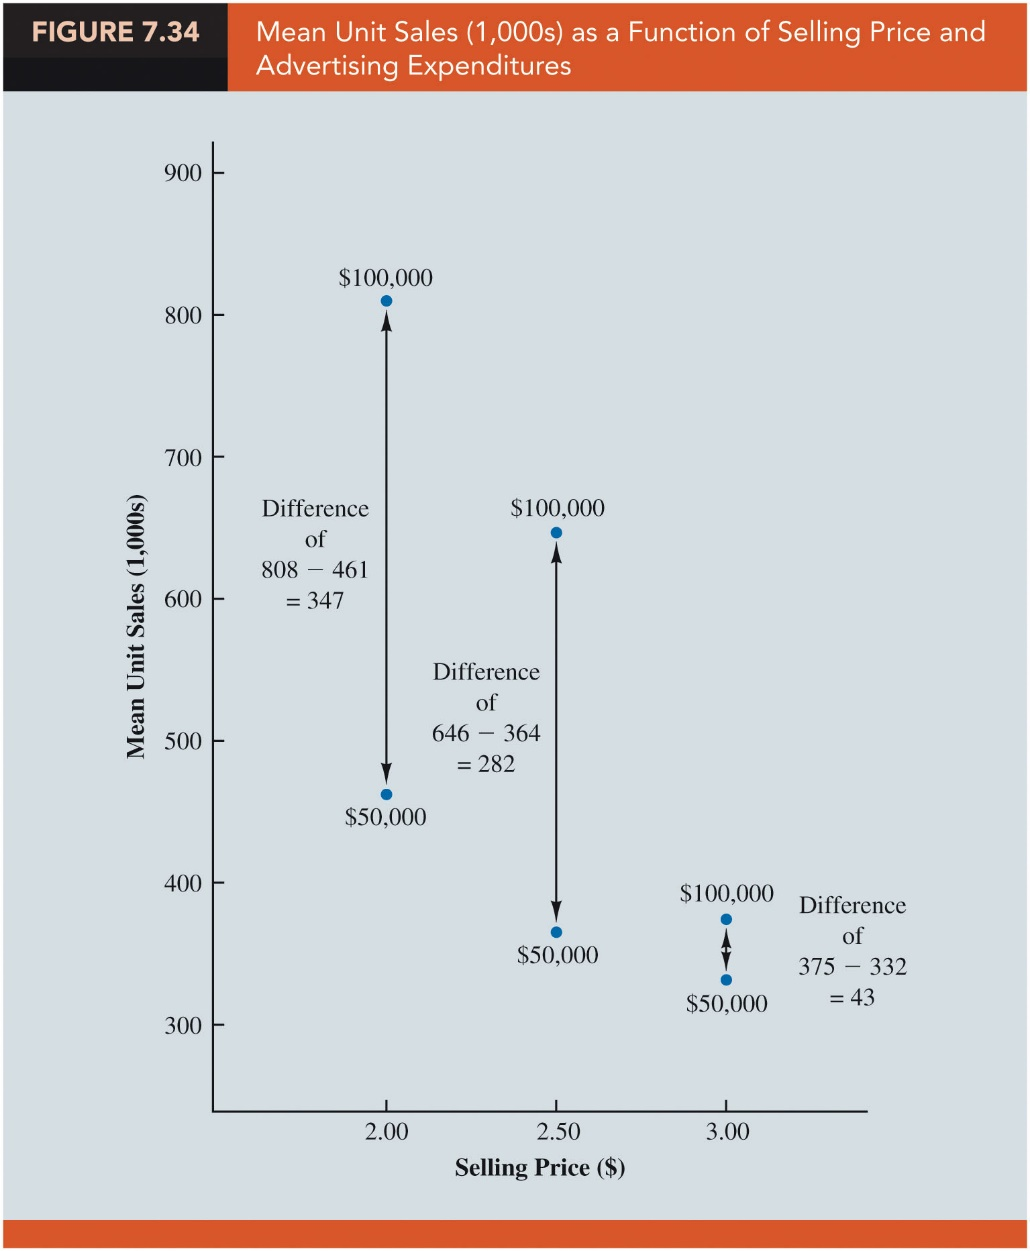 FIGURE 7.34
Mean Unit Sales (1,000s) as a Function of Selling Price and
Advertising Expenditures
Mean Unit Sales (1,000s)
900
800
700
600
500
400
300
$100,000
Difference
of
808 − 461
= 347
$50,000
$100,000
Difference
of
646 − 364
= 282
$50,000
$100,000
Difference
of
375 − 332
= 43
$50,000
2.00
2.50
3.00
Selling Price ($)